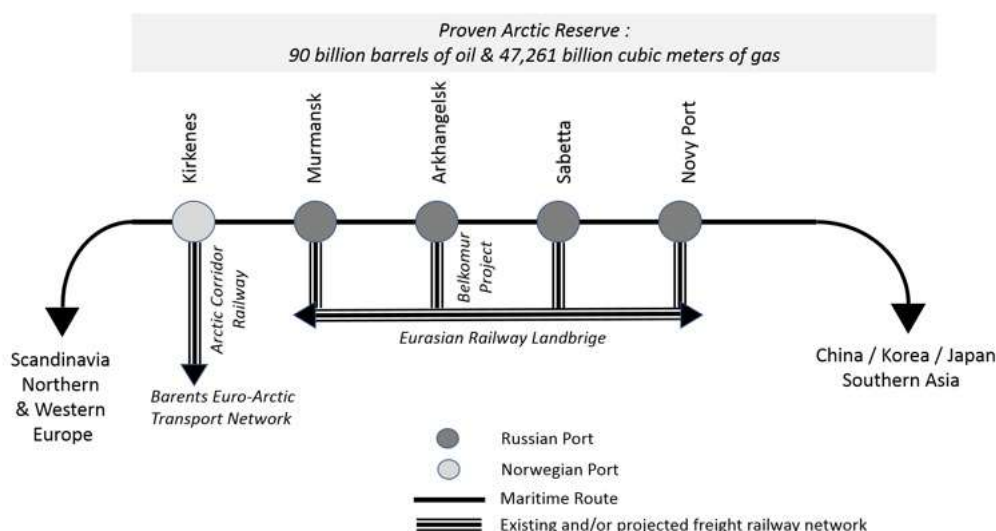 Proven Arctic Reserve :
90 billion barrels of oil & 47,261 billion cubic meters of gas
Kirkenes
Murmansk
Arkhangelsk
Sabetta
Novy Port
Arctic Corridor
Railway
Belkomur
Project
Eurasian Railway Landbrige
Scandinavia
Northern
& Western
Europe
Barents Euro-Arctic
Transport Network
China / Korea / Japan
Southern Asia
Russian Port
Norwegian Port
Maritime Route
Existing and/or projected freight railway network